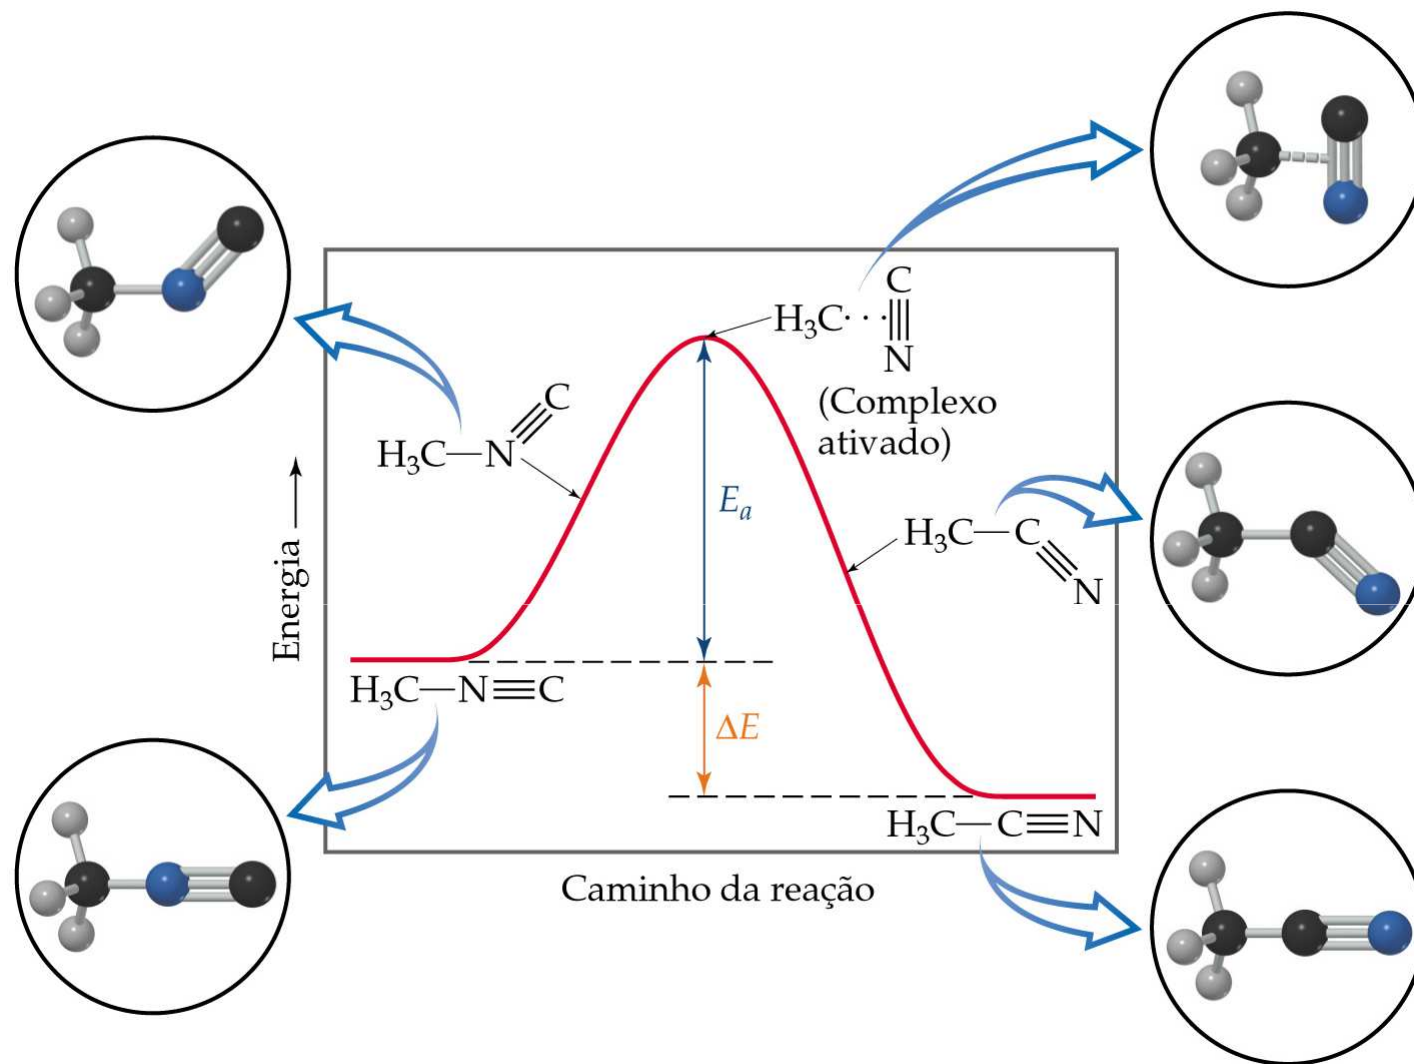 H₃C···C≡N
(Complexo
ativado)
H₃C—N≡C
Eₐ
H₃C—C≡N
Energia →
H₃C—N≡C
ΔE
H₃C—C≡N
Caminho da reação